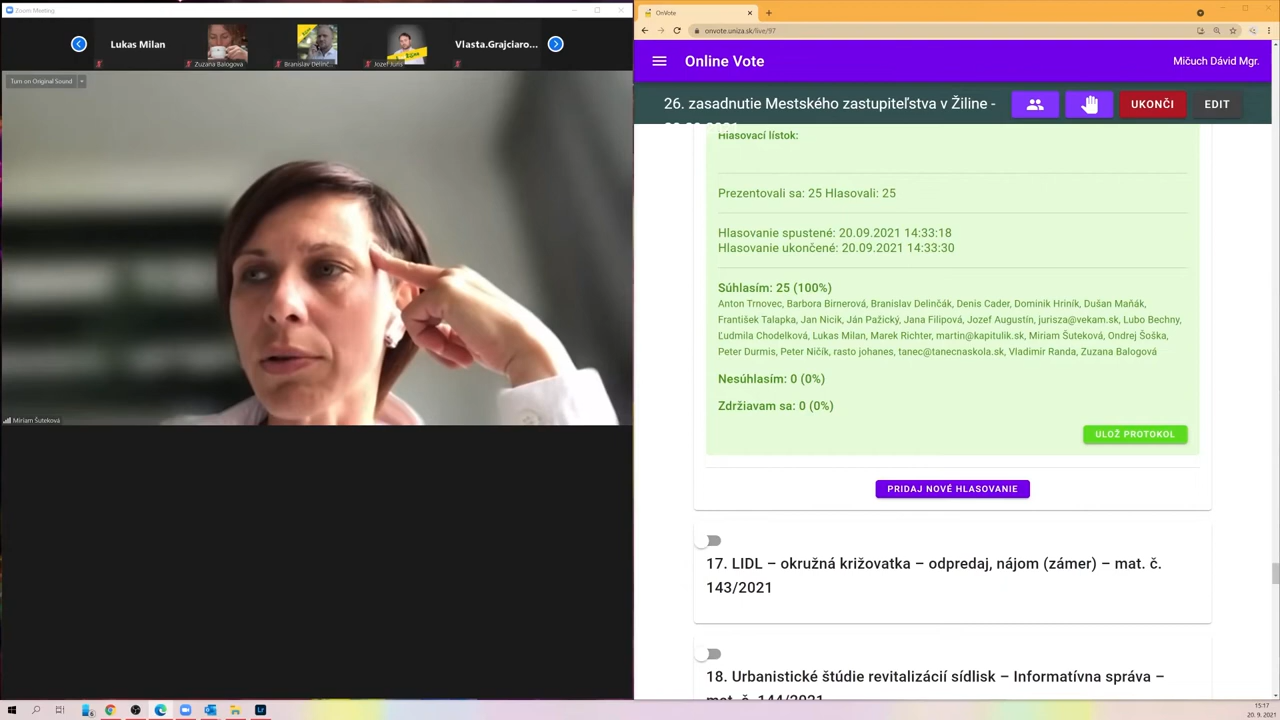 Zoom Meeting
Lukas Milan
Zuzana Balogova
Branislav Delinč...
Jozef Juris
Vlasta.Grajciaro...
Turn on Original Sound
Miriam Šuteková
OnVote
onvote.uniza.sk/live/97
Online Vote
Mičuch Dávid Mgr.
26. zasadnutie Mestského zastupiteľstva v Žiline -
UKONČI
EDIT
Hlasovací lístok:
Prezentovali sa: 25 Hlasovali: 25
Hlasovanie spustené: 20.09.2021 14:33:18
Hlasovanie ukončené: 20.09.2021 14:33:30
Súhlasím: 25 (100%)
Anton Trnovec, Barbora Birnerová, Branislav Delinčák, Denis Cader, Dominik Hriník, Dušan Maňák,
František Talapka, Jan Nicik, Ján Pažický, Jana Filipová, Jozef Augustín, jurisza@vekam.sk, Lubo Bechny,
Ľudmila Chodelková, Lukas Milan, Marek Richter, martin@kapitulik.sk, Miriam Šuteková, Ondrej Šoška,
Peter Durmis, Peter Ničík, rasto johanes, tanec@tanecnaskola.sk, Vladimir Randa, Zuzana Balogová
Nesúhlasím: 0 (0%)
Zdržiavam sa: 0 (0%)
ULOŽ PROTOKOL
PRIDAJ NOVÉ HLASOVANIE
17. LIDL – okružná križovatka – odpredaj, nájom (zámer) – mat. č.
143/2021
18. Urbanistické štúdie revitalizácií sídlisk – Informatívna správa –
mat. č. 144/2021
15:17
20. 9. 2021